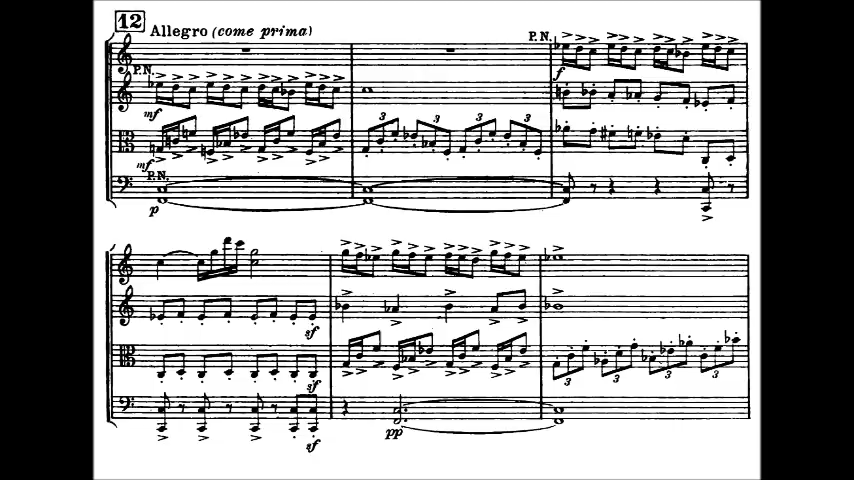 12
Allegro (come prima)
P.N.
P.N.
f
mf
3 3 3 3
mf
P.N.
p
sf
sf
3 3 3 3
pp
sf